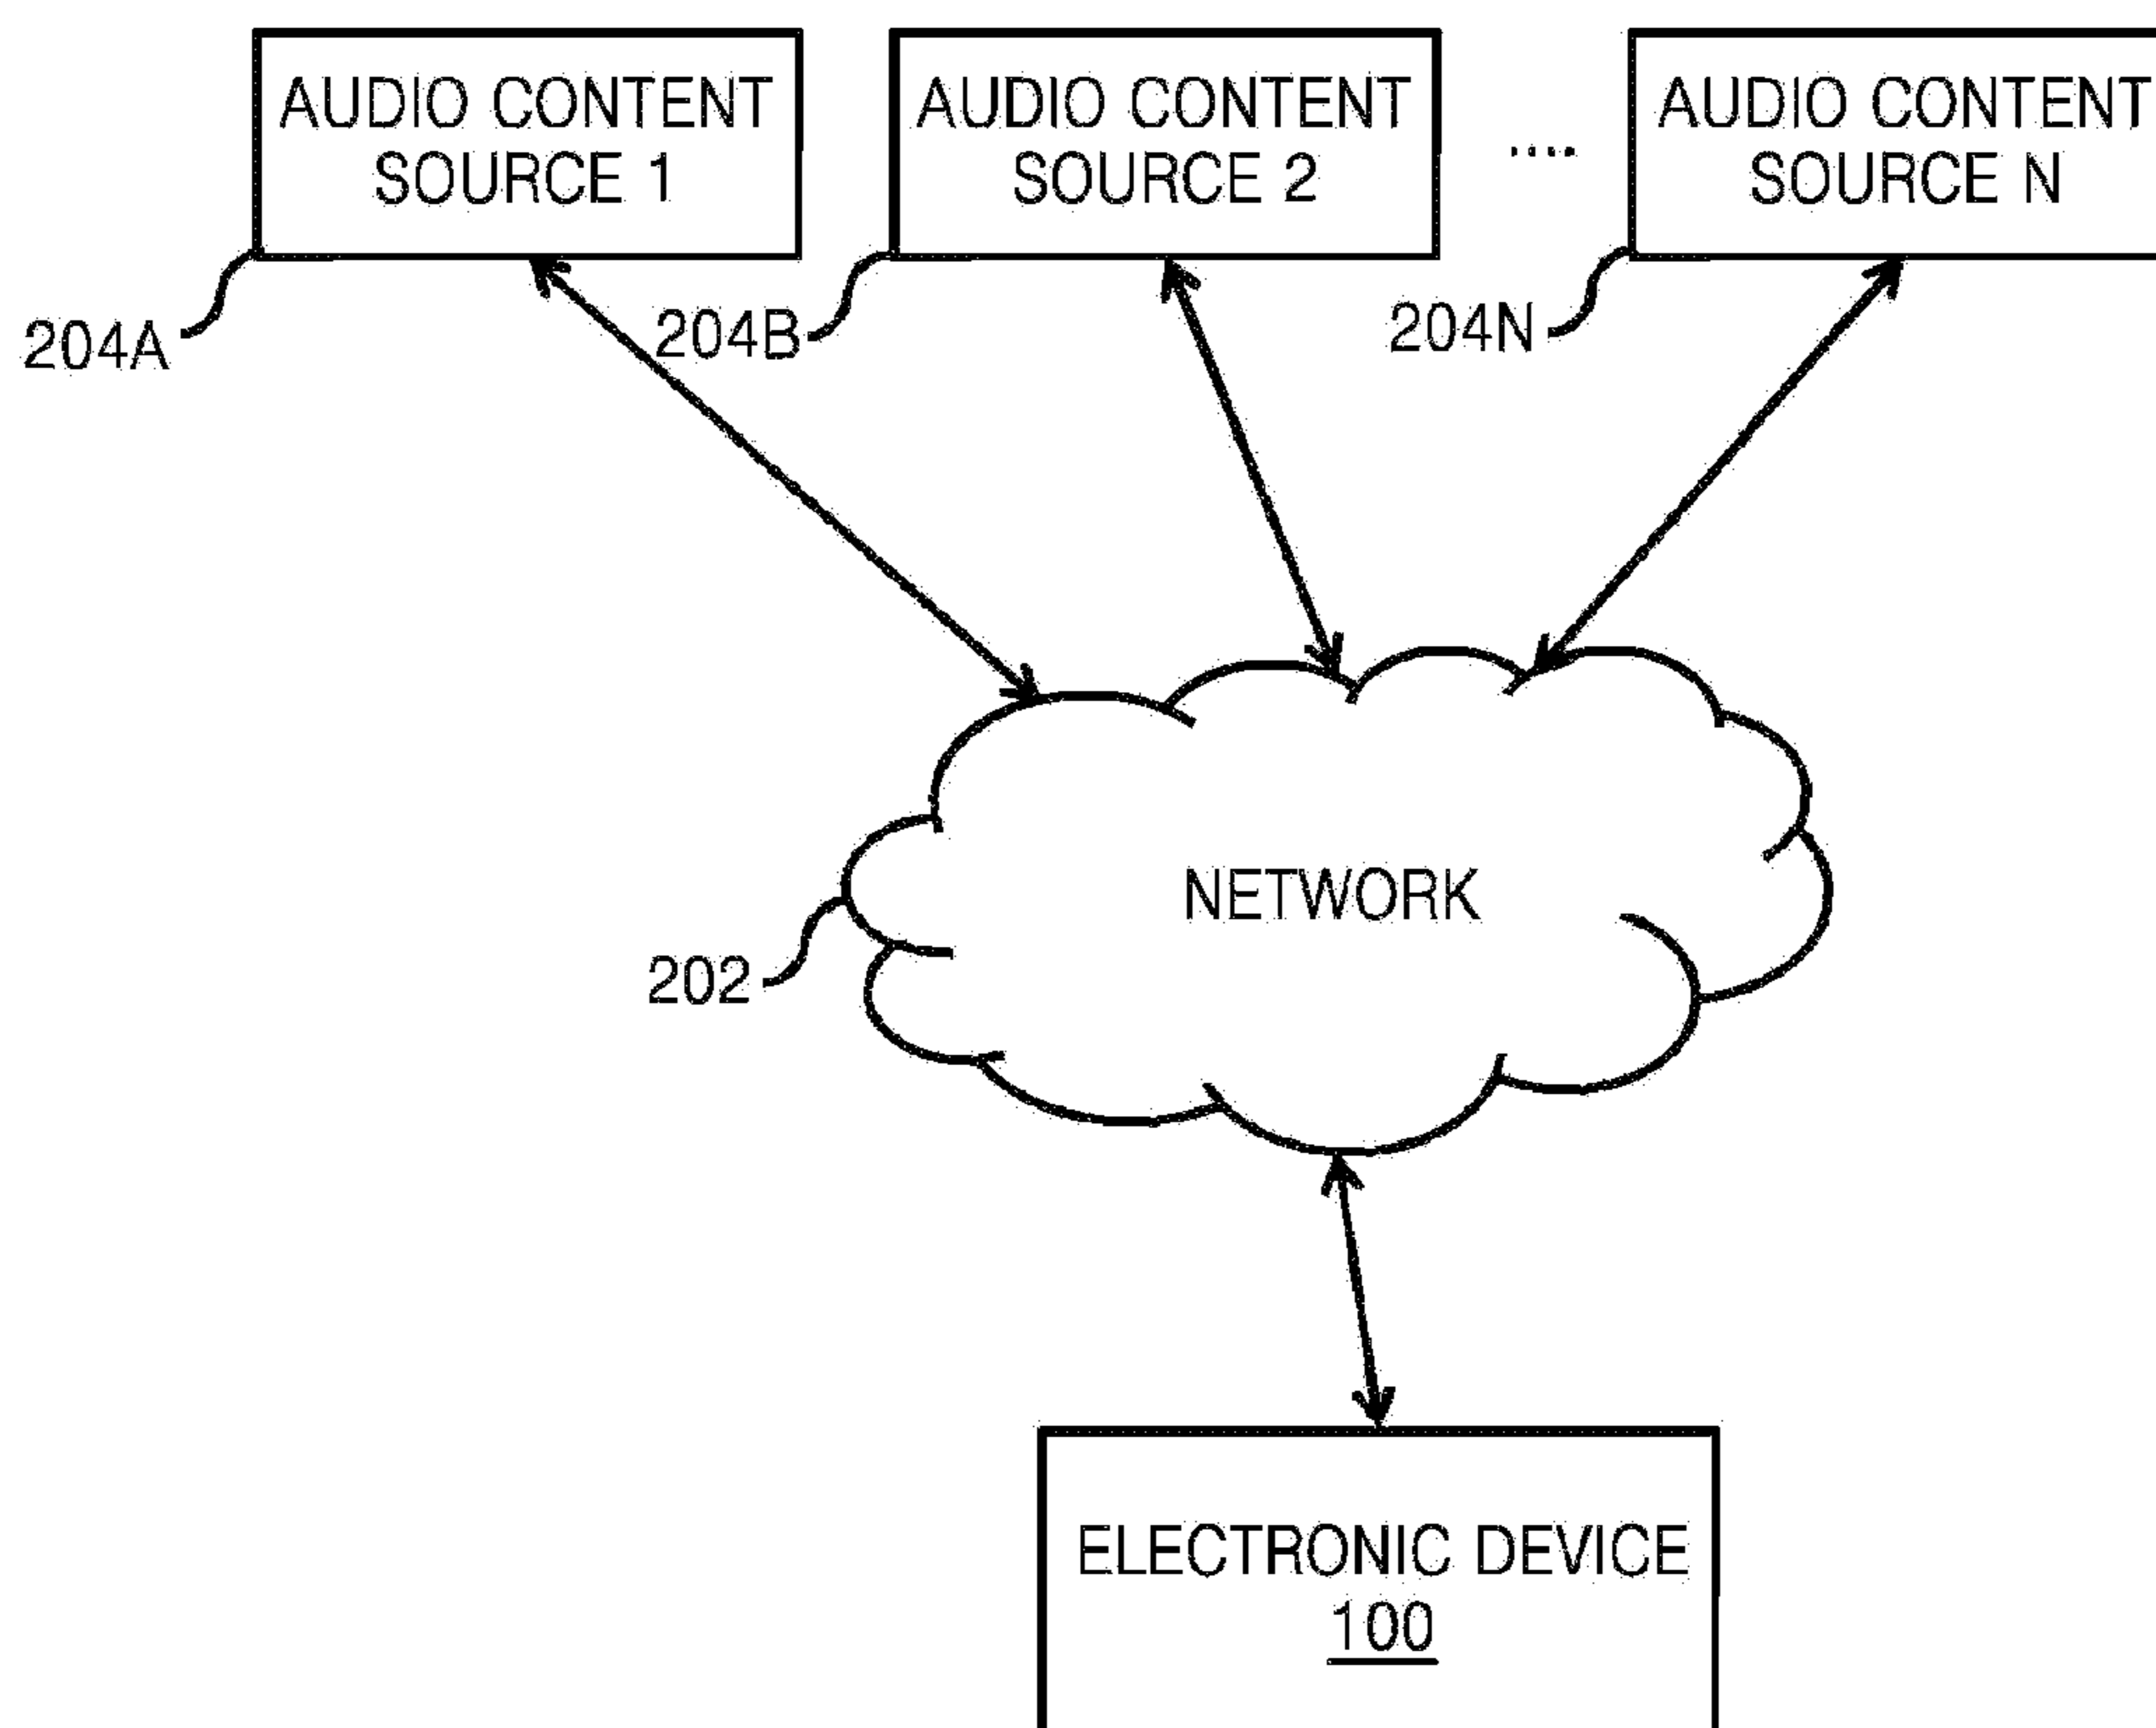 AUDIO CONTENT
SOURCE 1
AUDIO CONTENT
SOURCE 2
....
AUDIO CONTENT
SOURCE N
204A
204B
204N
NETWORK
202
ELECTRONIC DEVICE
100